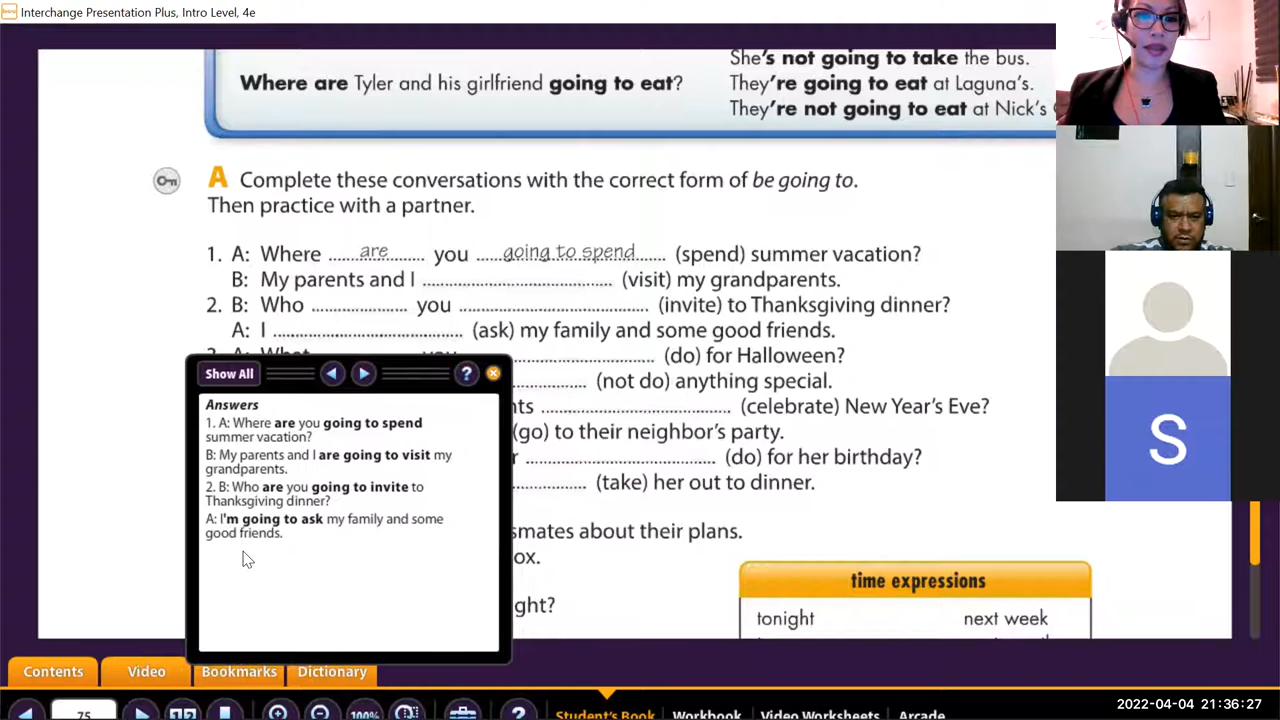 Interchange Presentation Plus, Intro Level, 4e
She's not going to take the bus.
Where are Tyler and his girlfriend going to eat? They're going to eat at Laguna's.
They're not going to eat at Nick's
A Complete these conversations with the correct form of be going to.
Then practice with a partner.
1. A: Where are you going to spend (spend) summer vacation?
B: My parents and I (visit) my grandparents.
2. B: Who you (invite) to Thanksgiving dinner?
A: I (ask) my family and some good friends.
(do) for Halloween?
(not do) anything special.
nts (celebrate) New Year's Eve?
(go) to their neighbor's party.
r (do) for her birthday?
(take) her out to dinner.
smates about their plans.
ox.
ght?
time expressions
tonight next week
Show All ?
Answers
1. A: Where are you going to spend
summer vacation?
B: My parents and I are going to visit my
grandparents.
2. B: Who are you going to invite to
Thanksgiving dinner?
A: I'm going to ask my family and some
good friends.
S
Contents Video Bookmarks Dictionary
75 100% ? Student's Book Workbook Video Worksheets Arcade
2022-04-04 21:36:27